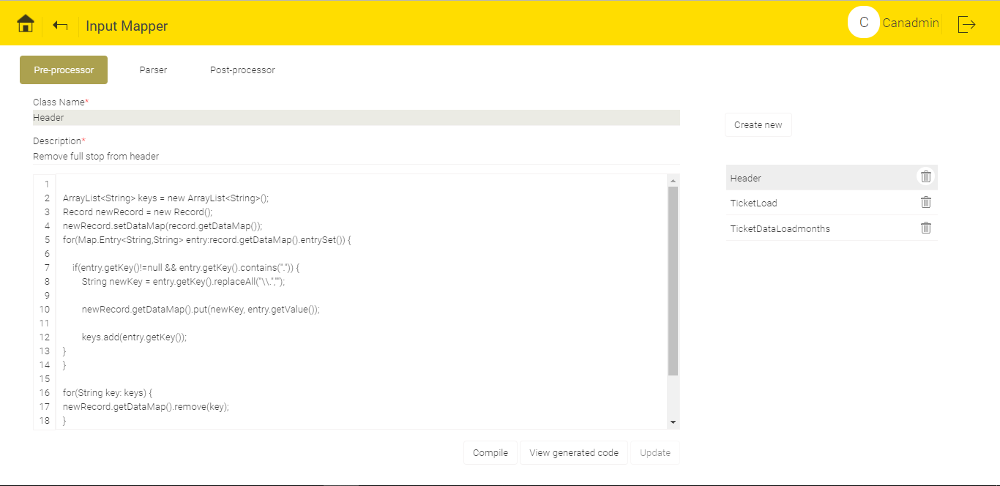 Input Mapper
C Canadmin
Pre-processor Parser Post-processor
Class Name*
Header
Description*
Remove full stop from header
1
2 ArrayList<String> keys = new ArrayList<String>();
3 Record newRecord = new Record();
4 newRecord.setDataMap(record.getDataMap());
5 for(Map.Entry<String,String> entry:record.getDataMap().entrySet()) {
6
7 if(entry.getKey()!=null && entry.getKey().contains(".")) {
8 String newKey = entry.getKey().replaceAll("\\.","");
9
10 newRecord.getDataMap().put(newKey, entry.getValue());
11
12 keys.add(entry.getKey());
13 }
14 }
15
16 for(String key: keys) {
17 newRecord.getDataMap().remove(key);
18 }
Compile View generated code Update
Create new
Header
TicketLoad
TicketDataLoadmonths